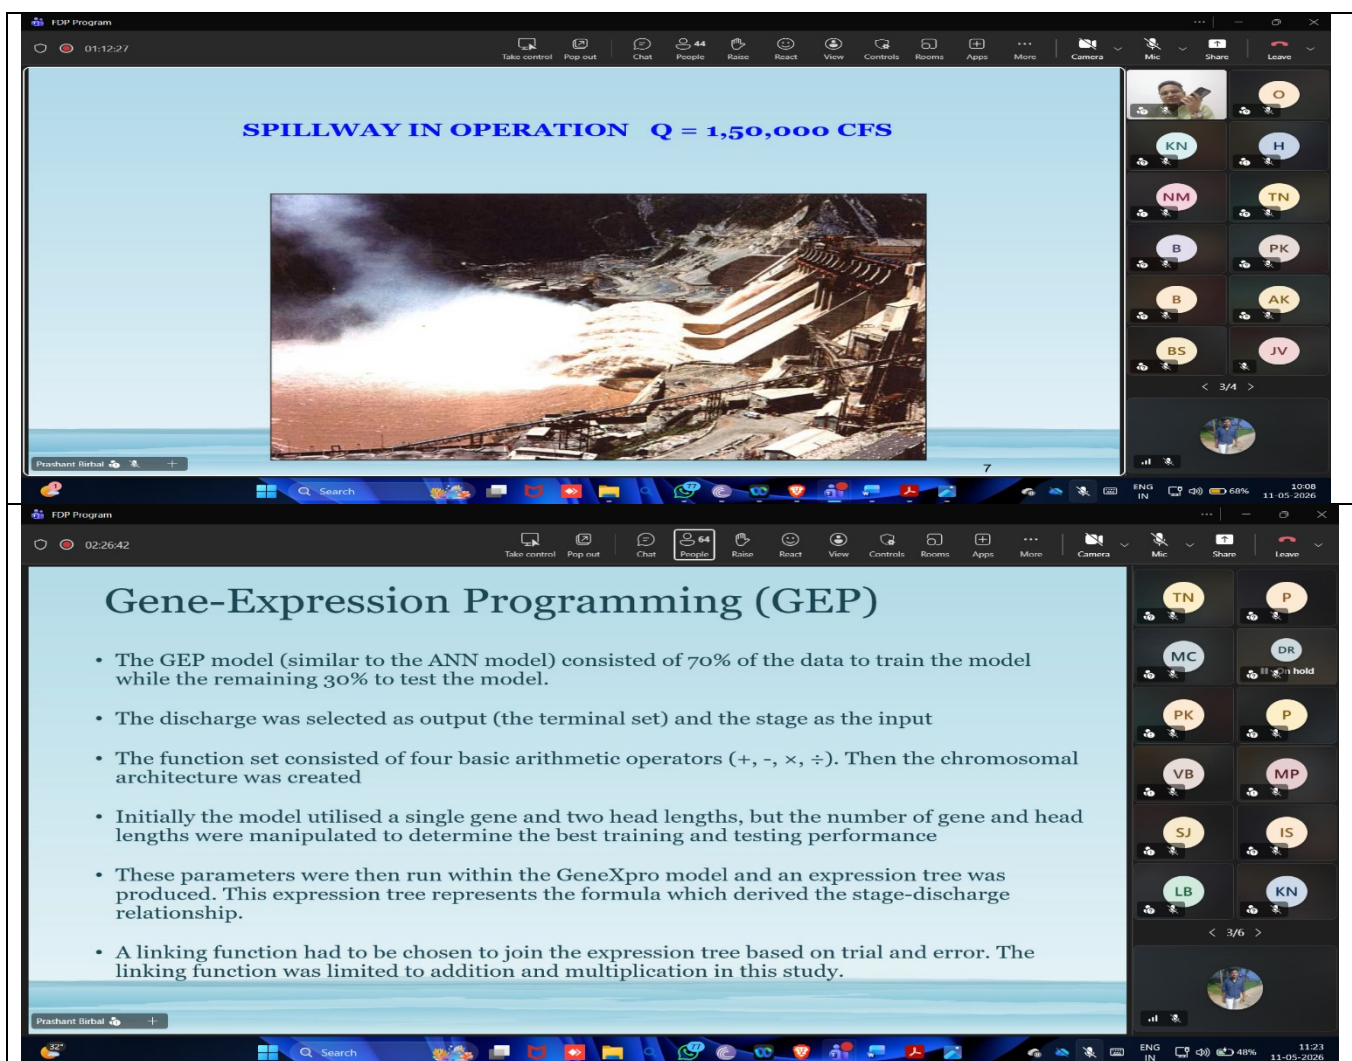 FDP Program
01:12:27
Take control
Pop out
Chat
44
People
Raise
React
View
Controls
Rooms
Apps
More
Camera
Mic
Share
Leave
SPILLWAY IN OPERATION Q = 1,50,000 CFS
7
Prashant Birbal
O
KN
H
NM
TN
B
PK
B
AK
BS
JV
< 3/4 >
1
Search
77
ENG
IN
68%
10:08
11-05-2026
FDP Program
02:26:42
Take control
Pop out
Chat
64
People
Raise
React
View
Controls
Rooms
Apps
More
Camera
Mic
Share
Leave
Gene-Expression Programming (GEP)
• The GEP model (similar to the ANN model) consisted of 70% of the data to train the model
while the remaining 30% to test the model.
• The discharge was selected as output (the terminal set) and the stage as the input
• The function set consisted of four basic arithmetic operators (+, -, ×, ÷). Then the chromosomal
architecture was created
• Initially the model utilised a single gene and two head lengths, but the number of gene and head
lengths were manipulated to determine the best training and testing performance
• These parameters were then run within the GeneXpro model and an expression tree was
produced. This expression tree represents the formula which derived the stage-discharge
relationship.
• A linking function had to be chosen to join the expression tree based on trial and error. The
linking function was limited to addition and multiplication in this study.
Prashant Birbal
TN
P
MC
DR
On hold
PK
P
VB
MP
SJ
IS
LB
KN
< 3/6 >
32°
Search
77
ENG
IN
48%
11:23
11-05-2026